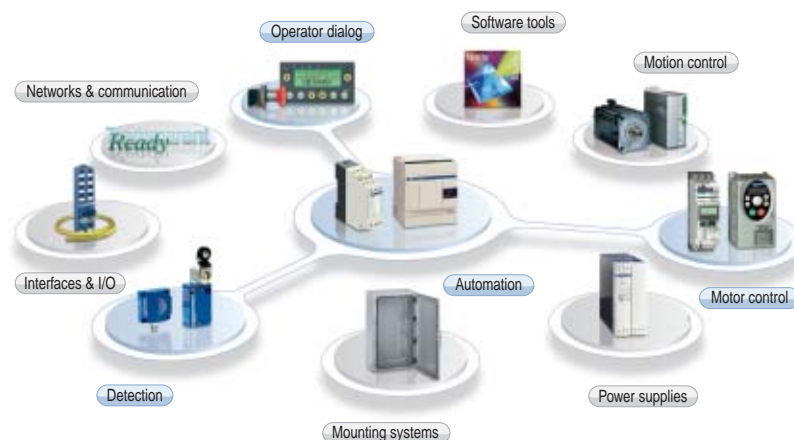 Operator dialog
Software tools
Motion control
Networks & communication
Ready
Interfaces & I/O
Automation
Motor control
Detection
Power supplies
Mounting systems